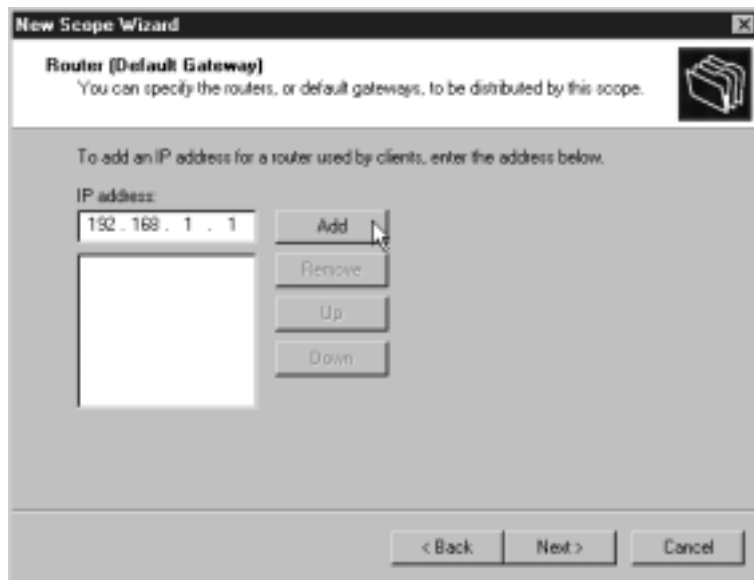 New Scope Wizard
Router (Default Gateway)
You can specify the routers, or default gateways, to be distributed by this scope.
To add an IP address for a router used by clients, enter the address below.
IP address:
192 . 168 . 1 . 1
Add
Remove
Up
Down
< Back
Next >
Cancel